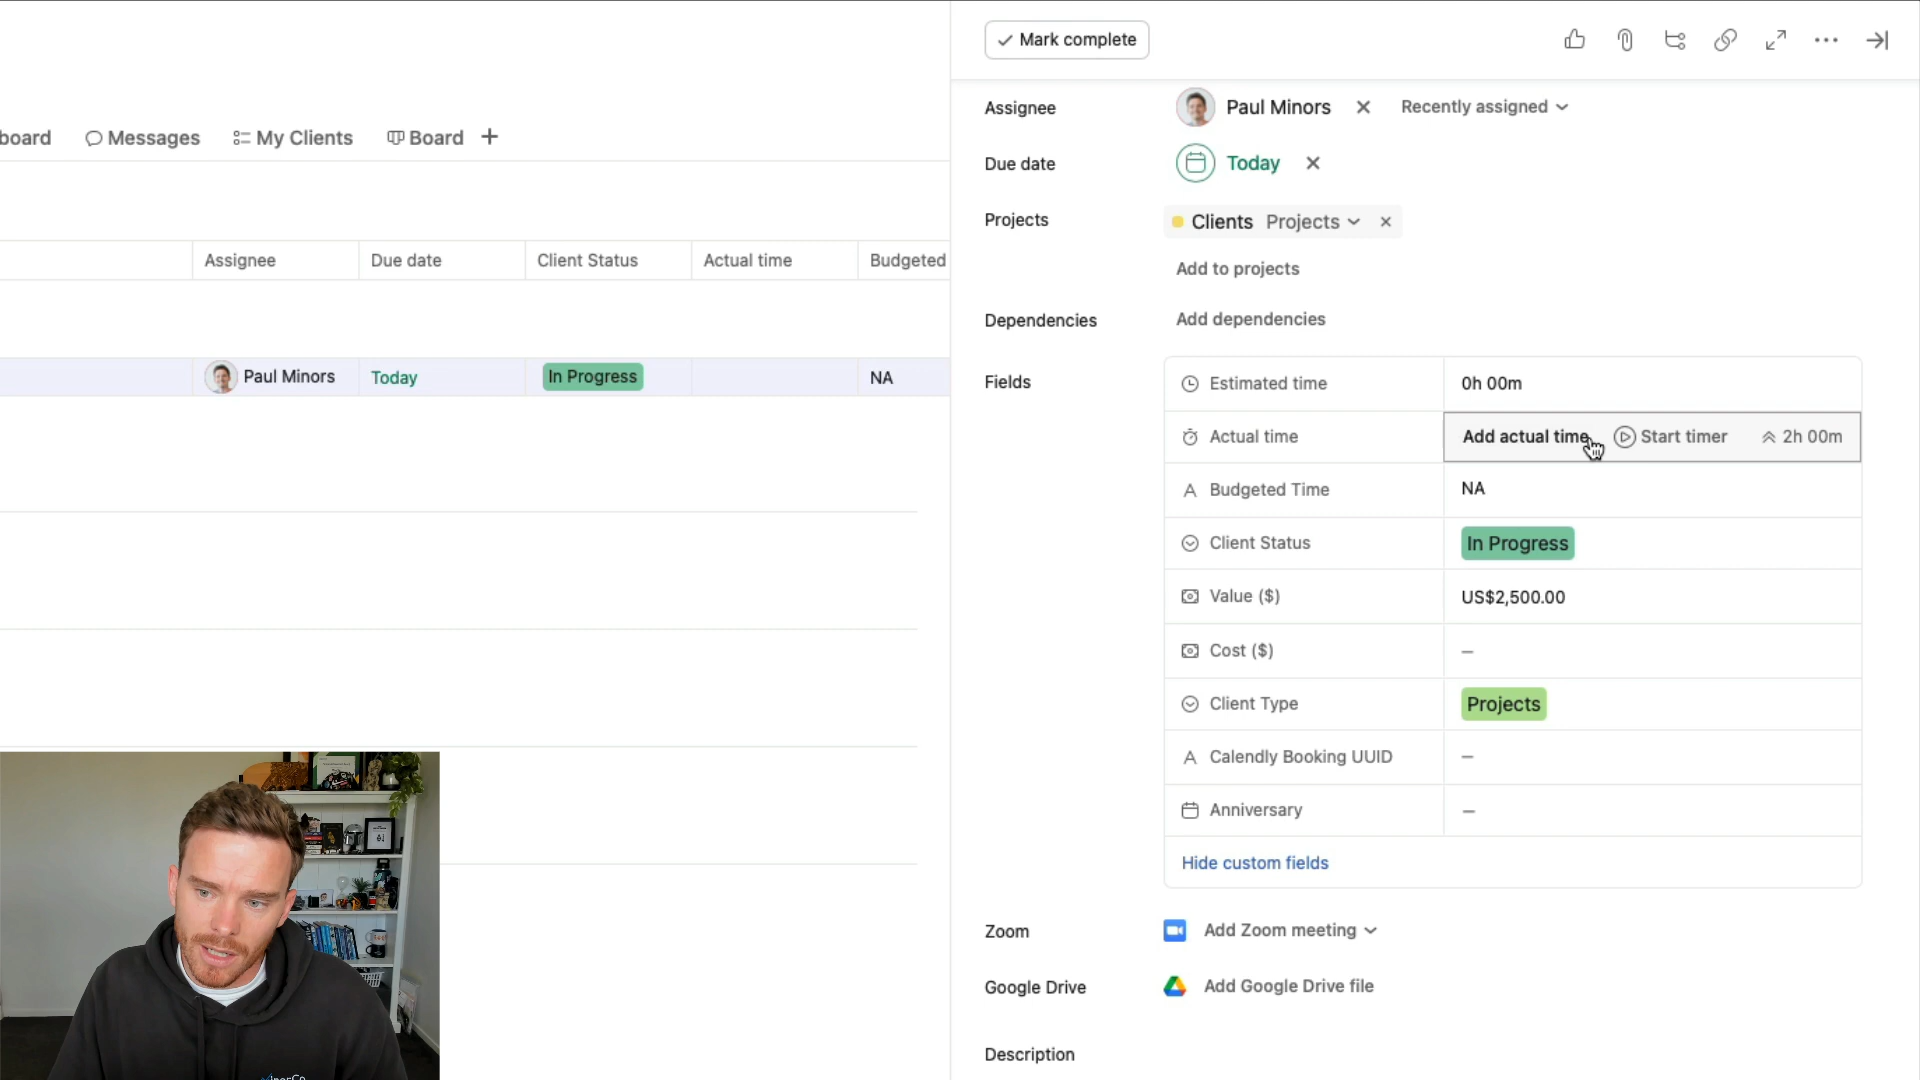 Mark complete
board Messages My Clients Board +
Assignee Due date Client Status Actual time Budgeted
Paul Minors Today In Progress NA
Assignee Paul Minors Recently assigned
Due date Today
Projects Clients Projects
Add to projects
Dependencies Add dependencies
Fields
Estimated time 0h 00m
Actual time Add actual time Start timer 2h 00m
Budgeted Time NA
Client Status In Progress
Value ($) US$2,500.00
Cost ($) –
Client Type Projects
Calendly Booking UUID –
Anniversary –
Hide custom fields
Zoom Add Zoom meeting
Google Drive Add Google Drive file
Description